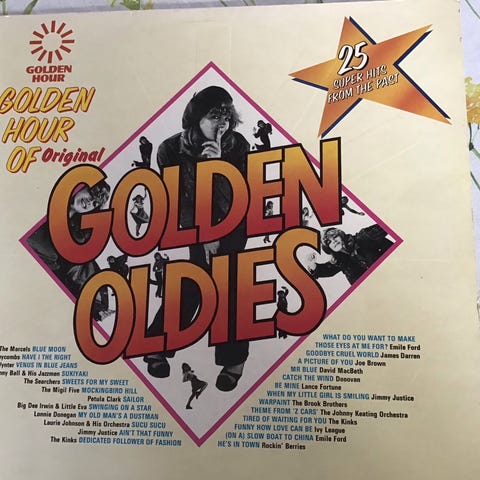 GOLDEN
HOUR
GOLDEN
HOUR
OF Original
25
SUPER HITS
FROM THE PAST
GOLDEN
OLDIES
The Marcels BLUE MOON
HAVE I THE RIGHT
VENUS IN BLUE JEANS
Ball & His Jazzmen SUKIYAKI
The Searchers SWEETS FOR MY SWEET
The Migil Five MOCKINGBIRD HILL
Petula Clark SAILOR
Big Dee Irwin & Little Eva SWINGING ON A STAR
Lonnie Donegan MY OLD MAN'S A DUSTMAN
Laurie Johnson & His Orchestra SUCU SUCU
Jimmy Justice AIN'T THAT FUNNY
The Kinks DEDICATED FOLLOWER OF FASHION
WHAT DO YOU WANT TO MAKE
THOSE EYES AT ME FOR? Emile Ford
GOODBYE CRUEL WORLD James Darren
A PICTURE OF YOU Joe Brown
MR BLUE David MacBeth
CATCH THE WIND Donovan
BE MINE Lance Fortune
WHEN MY LITTLE GIRL IS SMILING Jimmy Justice
WARPAINT The Brook Brothers
THEME FROM 'Z CARS' The Johnny Keating Orchestra
TIRED OF WAITING FOR YOU The Kinks
FUNNY HOW LOVE CAN BE Ivy League
(ON A) SLOW BOAT TO CHINA Emile Ford
HE'S IN TOWN Rockin' Berries